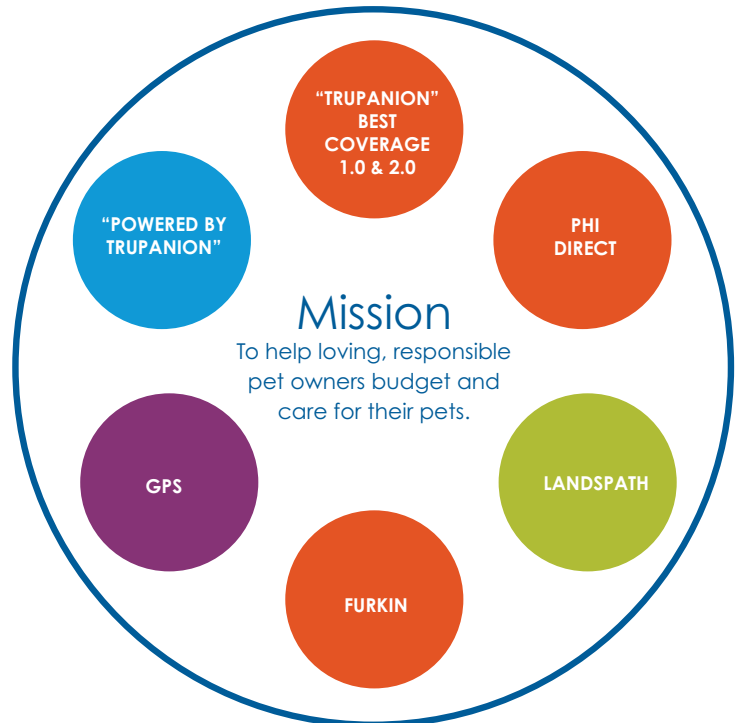 “TRUPANION”
BEST
COVERAGE
1.0 & 2.0
“POWERED BY
TRUPANION”
PHI
DIRECT
Mission
To help loving, responsible
pet owners budget and
care for their pets.
GPS
LANDSPATH
FURKIN